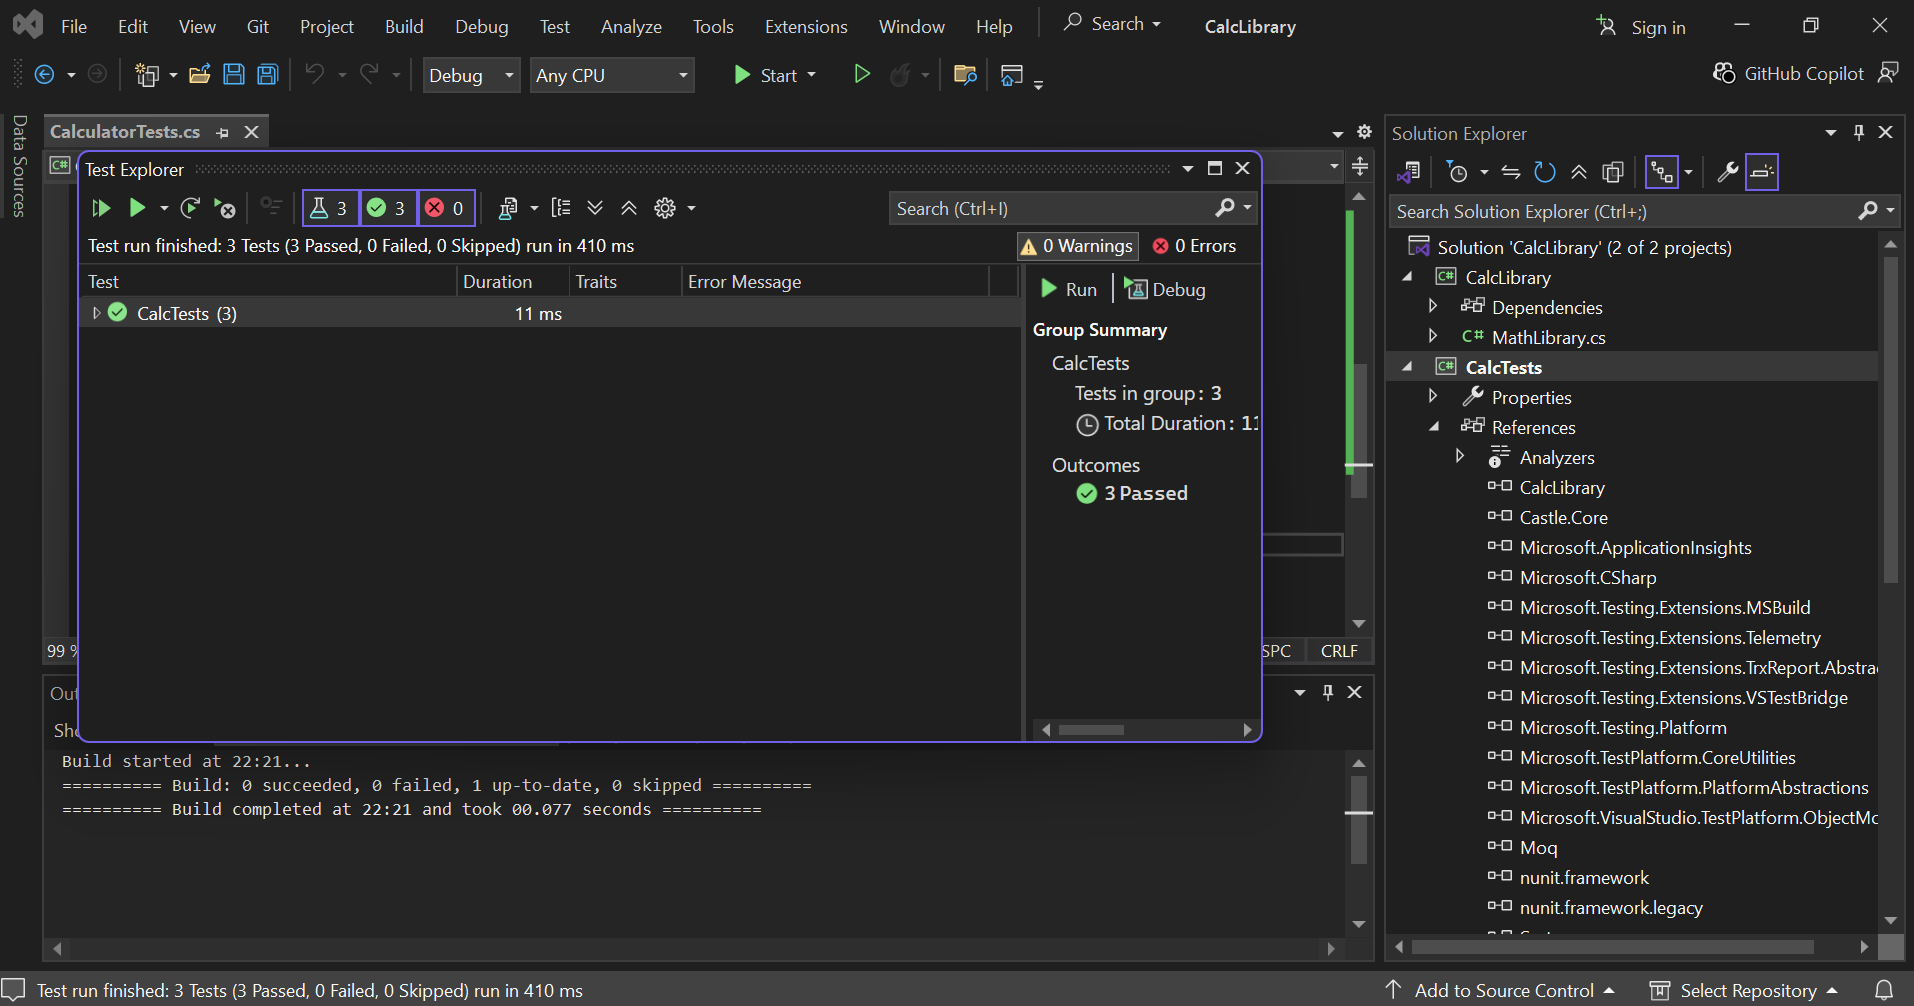 File Edit View Git Project Build Debug Test Analyze Tools Extensions Window Help Search CalcLibrary Sign in
Debug Any CPU Start GitHub Copilot
Data Sources
CalculatorTests.cs
Test Explorer
3 3 0 Search (Ctrl+I)
Test run finished: 3 Tests (3 Passed, 0 Failed, 0 Skipped) run in 410 ms 0 Warnings 0 Errors
Test Duration Traits Error Message
CalcTests (3) 11 ms
Run Debug
Group Summary
CalcTests
Tests in group: 3
Total Duration: 11
Outcomes
3 Passed
99 %
SPC CRLF
Build started at 22:21...
========== Build: 0 succeeded, 0 failed, 1 up-to-date, 0 skipped ==========
========== Build completed at 22:21 and took 00.077 seconds ==========
Solution Explorer
Search Solution Explorer (Ctrl+;)
Solution 'CalcLibrary' (2 of 2 projects)
C# CalcLibrary
Dependencies
C# MathLibrary.cs
C# CalcTests
Properties
References
Analyzers
CalcLibrary
Castle.Core
Microsoft.ApplicationInsights
Microsoft.CSharp
Microsoft.Testing.Extensions.MSBuild
Microsoft.Testing.Extensions.Telemetry
Microsoft.Testing.Extensions.TrxReport.Abstra
Microsoft.Testing.Extensions.VSTestBridge
Microsoft.Testing.Platform
Microsoft.TestPlatform.CoreUtilities
Microsoft.TestPlatform.PlatformAbstractions
Microsoft.VisualStudio.TestPlatform.ObjectMo
Moq
nunit.framework
nunit.framework.legacy
Test run finished: 3 Tests (3 Passed, 0 Failed, 0 Skipped) run in 410 ms Add to Source Control Select Repository